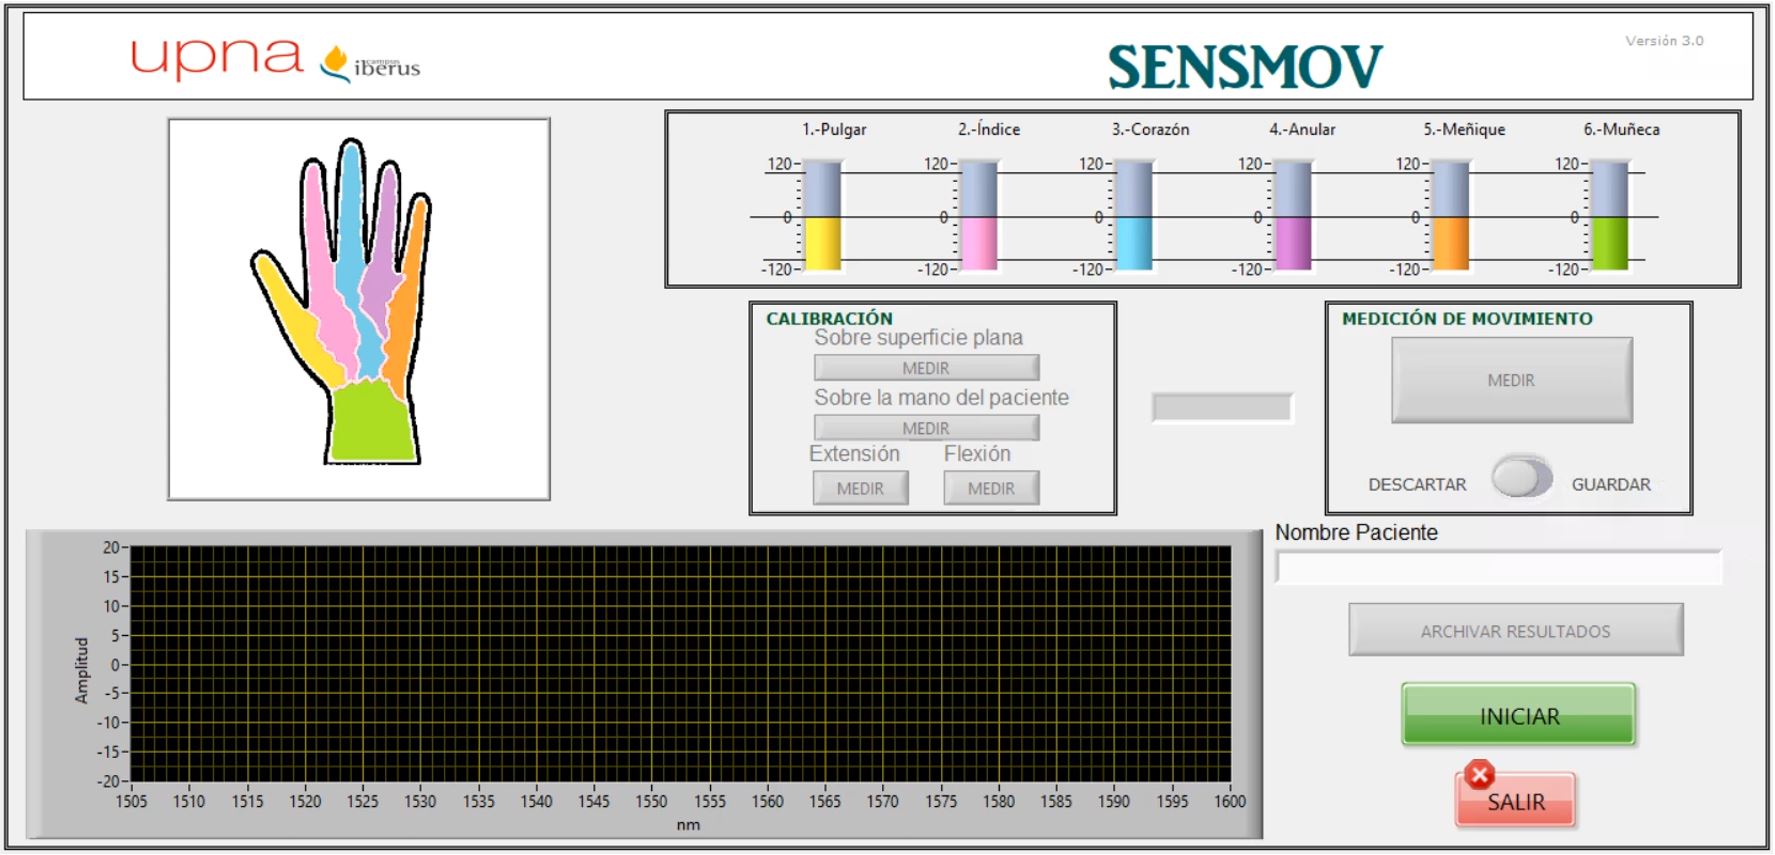 upna
campus
iberus
SENSMOV
Versión 3.0
1.-Pulgar 2.-Índice 3.-Corazón 4.-Anular 5.-Meñique 6.-Muñeca
120 120 120 120 120 120
0 0 0 0 0 0
-120 -120 -120 -120 -120 -120
CALIBRACIÓN
Sobre superficie plana
MEDIR
Sobre la mano del paciente
MEDIR
Extensión Flexión
MEDIR MEDIR
MEDICIÓN DE MOVIMIENTO
MEDIR
DESCARTAR GUARDAR
Amplitud
20
15
10
5
0
-5
-10
-15
-20
1505 1510 1515 1520 1525 1530 1535 1540 1545 1550 1555 1560 1565 1570 1575 1580 1585 1590 1595 1600
nm
Nombre Paciente
ARCHIVAR RESULTADOS
INICIAR
SALIR